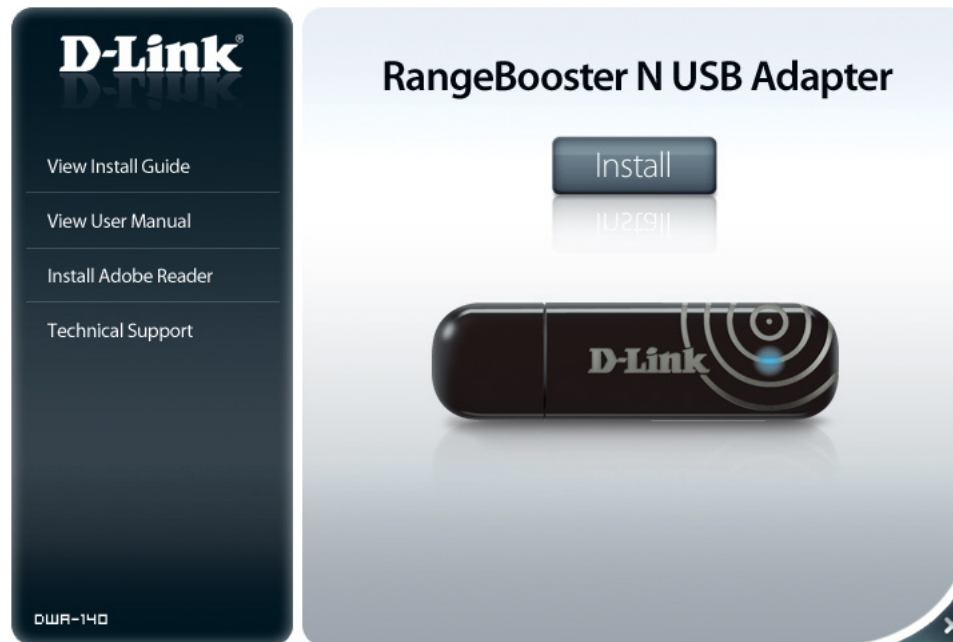 D-Link®
View Install Guide
View User Manual
Install Adobe Reader
Technical Support
DWA-140
RangeBooster N USB Adapter
Install
D-Link